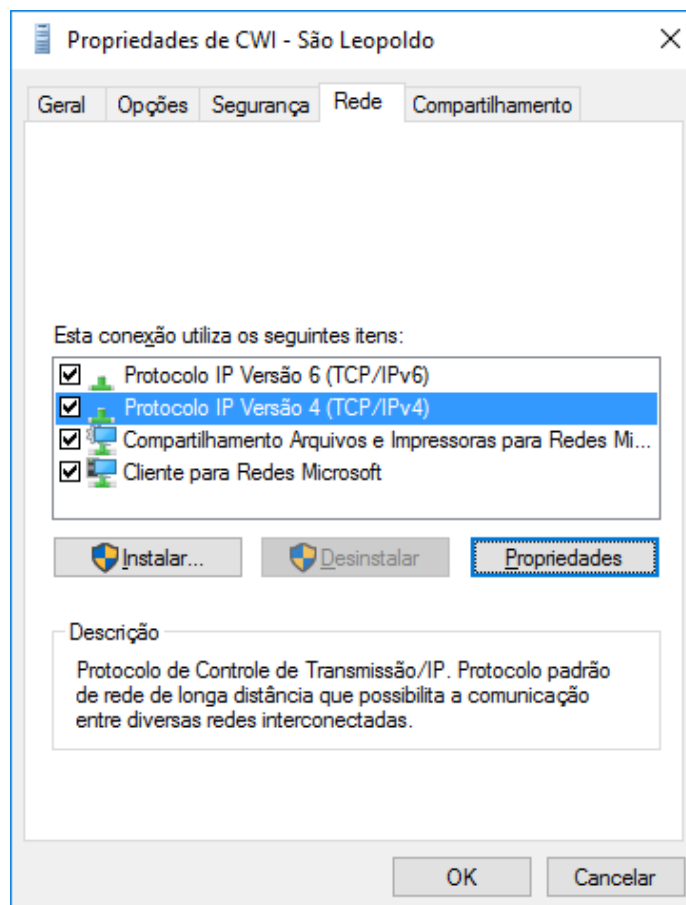 Propriedades de CWI - São Leopoldo
Geral Opções Segurança Rede Compartilhamento
Esta conexão utiliza os seguintes itens:
Protocolo IP Versão 6 (TCP/IPv6)
Protocolo IP Versão 4 (TCP/IPv4)
Compartilhamento Arquivos e Impressoras para Redes Mi...
Cliente para Redes Microsoft
Instalar... Desinstalar Propriedades
Descrição
Protocolo de Controle de Transmissão/IP. Protocolo padrão
de rede de longa distância que possibilita a comunicação
entre diversas redes interconectadas.
OK Cancelar